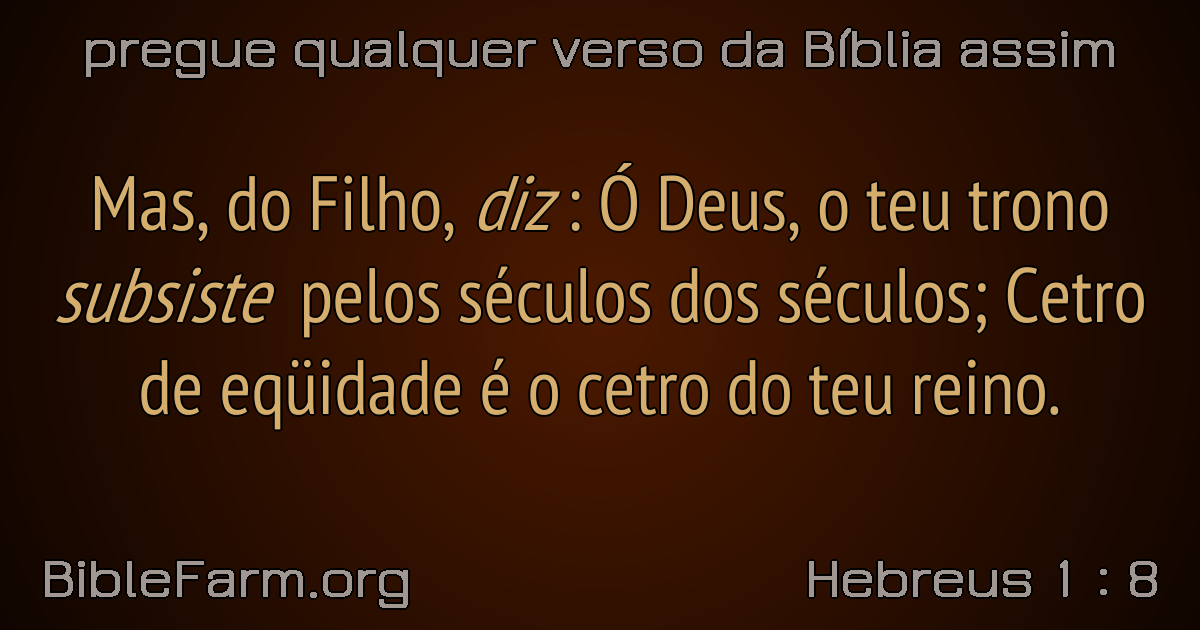 pregue qualquer verso da Bíblia assim
Mas, do Filho, diz : Ó Deus, o teu trono
subsiste pelos séculos dos séculos; Cetro
de eqüidade é o cetro do teu reino.
BibleFarm.org
Hebreus 1 : 8